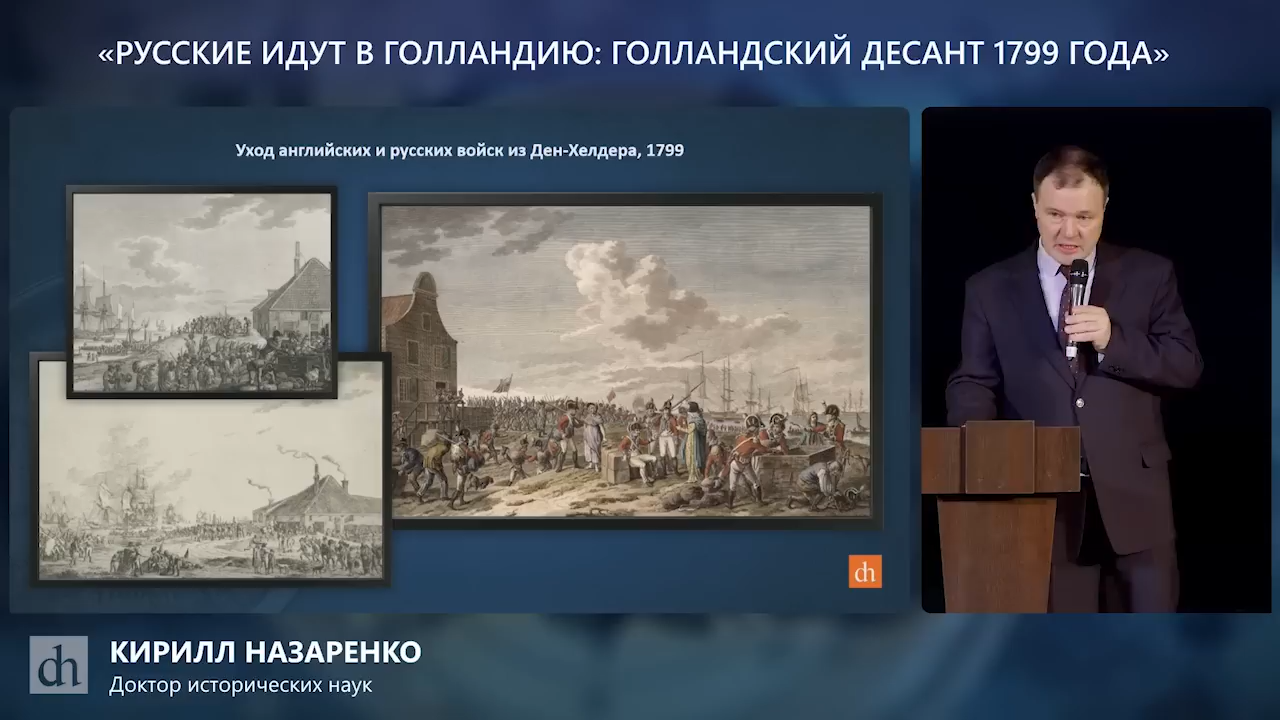 «РУССКИЕ ИДУТ В ГОЛЛАНДИЮ: ГОЛЛАНДСКИЙ ДЕСАНТ 1799 ГОДА»
Уход английских и русских войск из Ден-Хелдера, 1799
dh
dh
КИРИЛЛ НАЗАРЕНКО
Доктор исторических наук